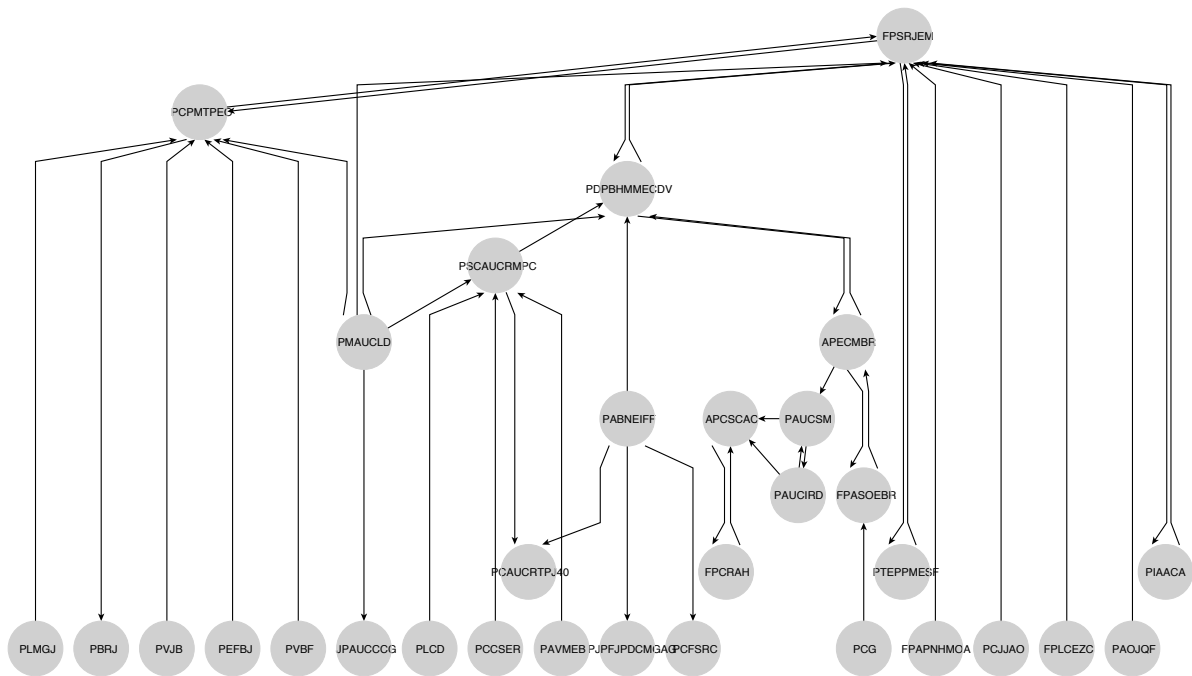 FPSRJEM
PCPMTPEC
PDPBHMMECDV
PSCAUCRMPC
PMAUCLD
APECMBR
PABNEIFF
APCSCAC
PAUCSM
PAUCIRD
FPASOEBR
PCAUCRTPJ40
FPCRAH
PTEPPMESF
PIAACA
PLMGJ
PBRJ
PVJB
PEFBJ
PVBF
JPAUCCCG
PLCD
PCCSER
PAVMEB
PJPFJPDCMGAG
PCFSRC
PCG
FPAPNHMOA
PCJJAO
FPLCEZC
PAOJQF